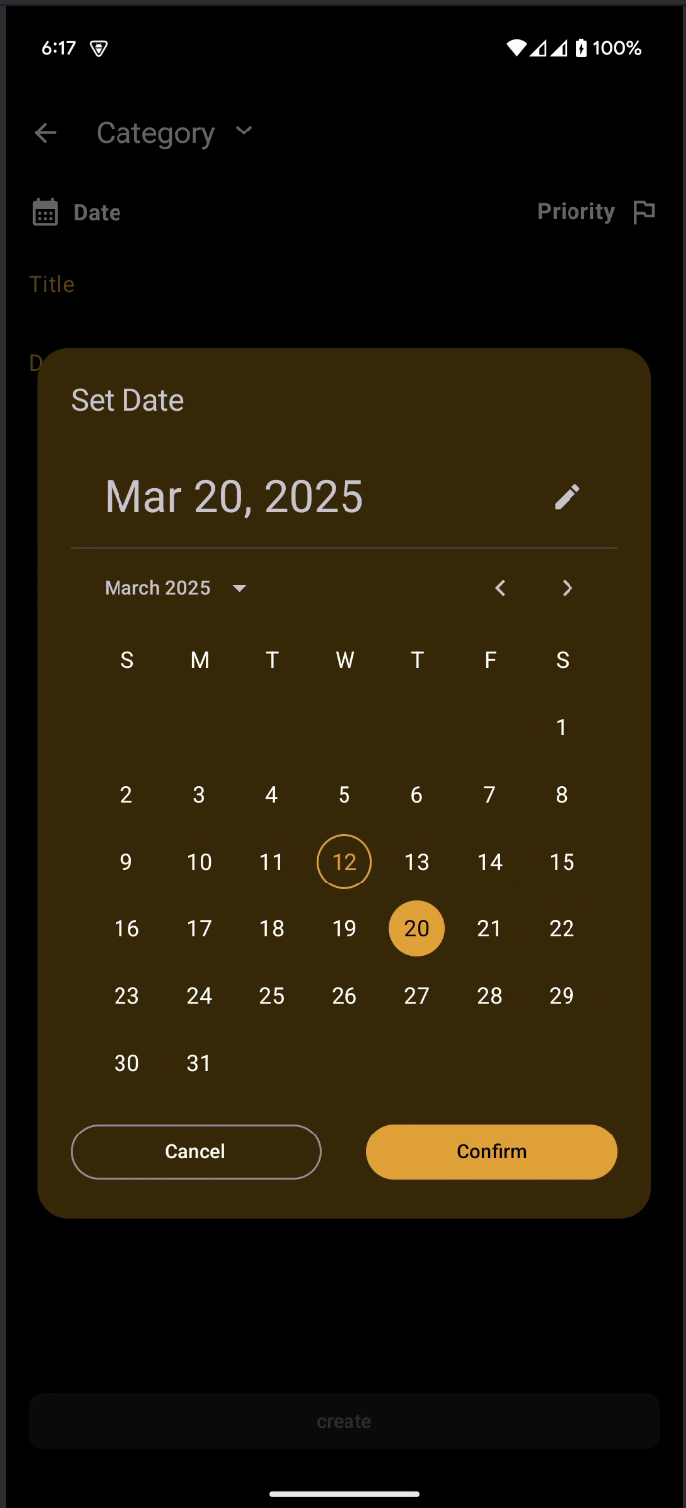 6:17 100%
Category
Date Priority
Title
D
Set Date
Mar 20, 2025
March 2025
S M T W T F S
1
2 3 4 5 6 7 8
9 10 11 12 13 14 15
16 17 18 19 20 21 22
23 24 25 26 27 28 29
30 31
Cancel Confirm
create